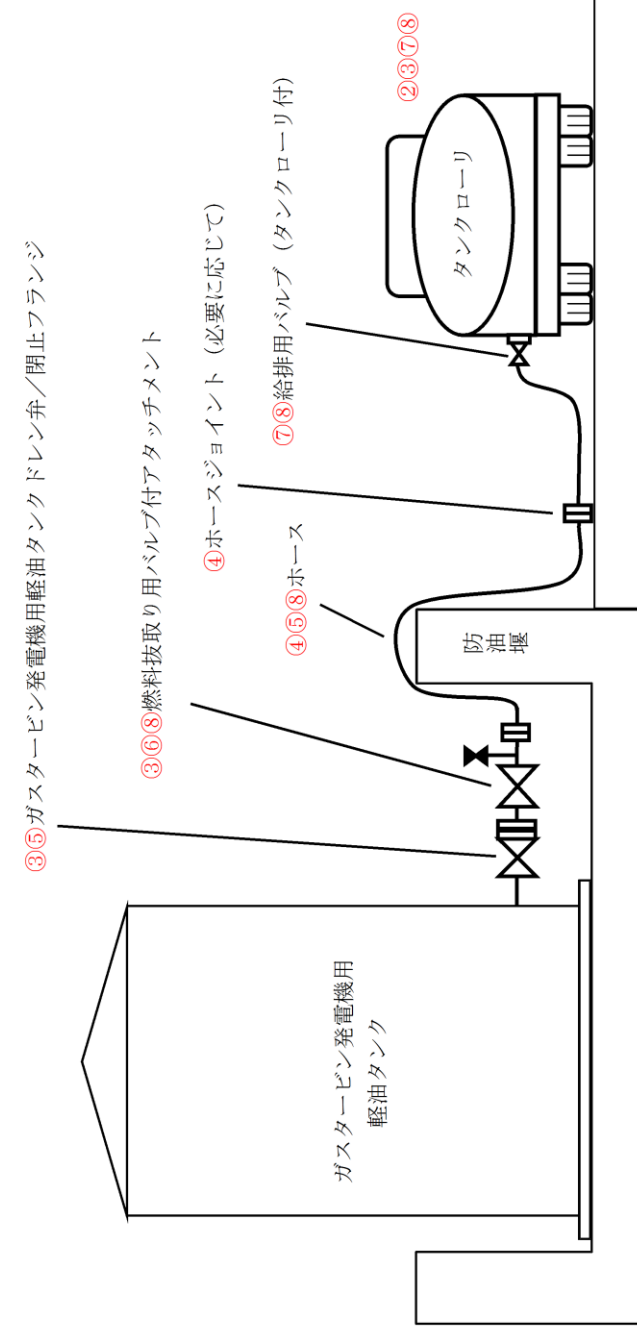 ③⑤ガスタービン発電機用軽油タンクドレン弁／閉止フランジ
③⑥⑧燃料抜取り用バルブ付アタッチメント
④ホースジョイント（必要に応じて）
⑦⑧給排用バルブ（タンクローリ付）
④⑤⑧ホース
②③⑦⑧
タンクローリ
防油堰
ガスタービン発電機用
軽油タンク